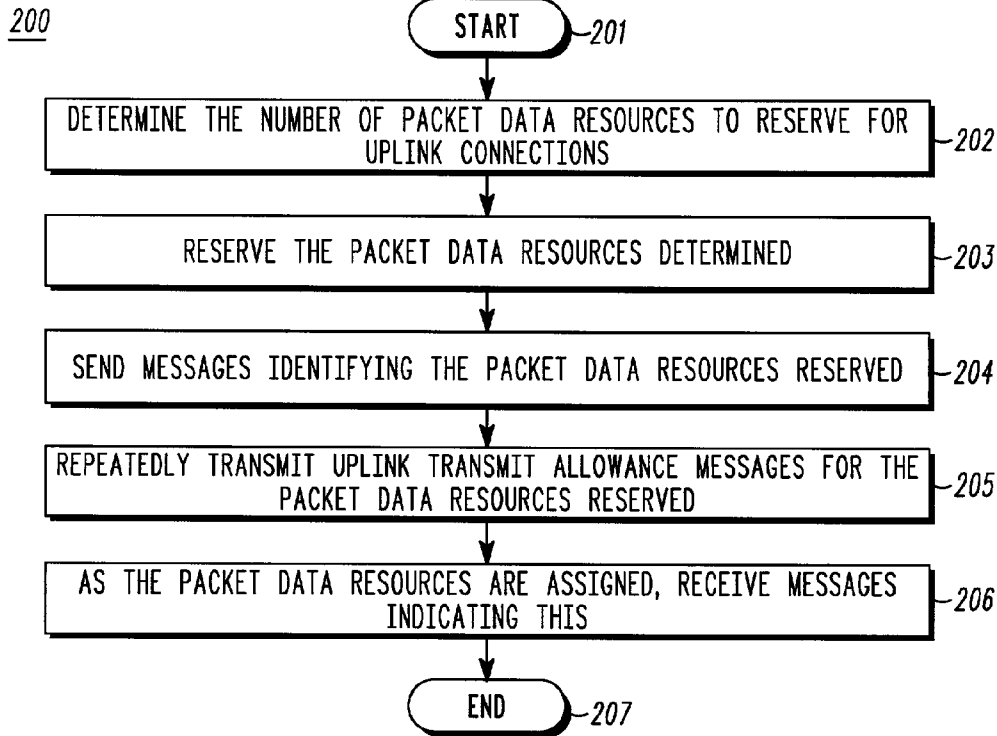 200
START
201
DETERMINE THE NUMBER OF PACKET DATA RESOURCES TO RESERVE FOR
UPLINK CONNECTIONS
202
RESERVE THE PACKET DATA RESOURCES DETERMINED
203
SEND MESSAGES IDENTIFYING THE PACKET DATA RESOURCES RESERVED
204
REPEATEDLY TRANSMIT UPLINK TRANSMIT ALLOWANCE MESSAGES FOR THE
PACKET DATA RESOURCES RESERVED
205
AS THE PACKET DATA RESOURCES ARE ASSIGNED, RECEIVE MESSAGES
INDICATING THIS
206
END
207